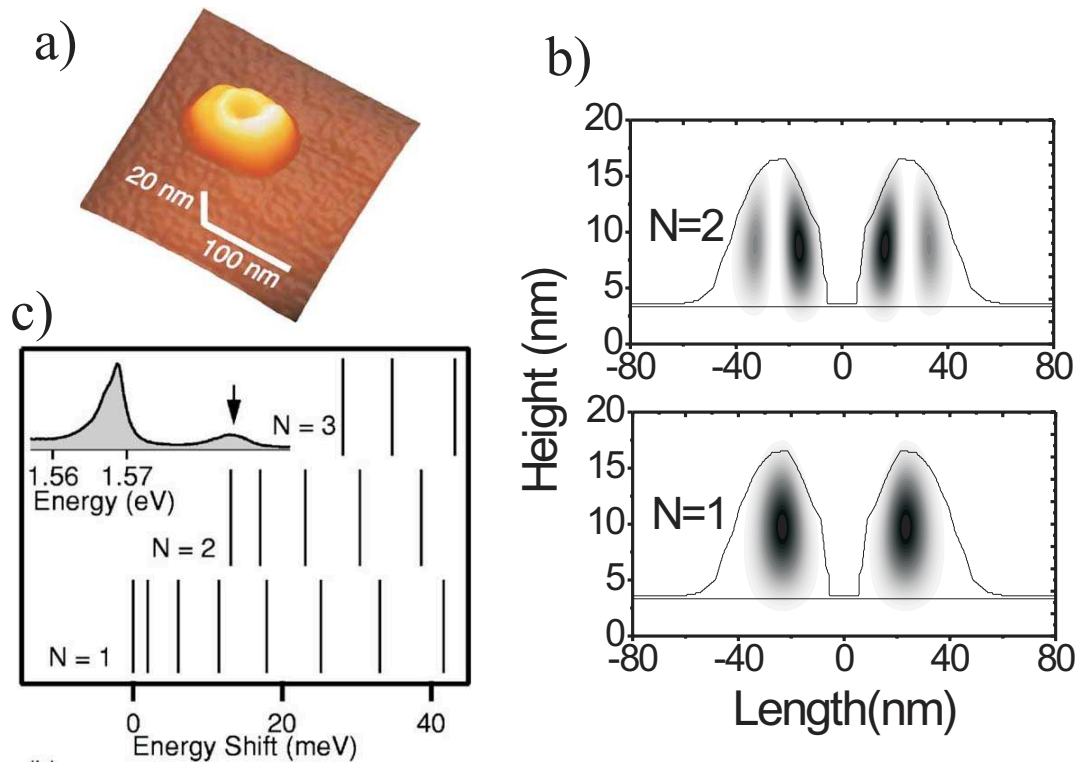 a)
20 nm
100 nm
b)
20
15
10
5
0
N=2
-80
-40
0
40
80
20
15
10
5
0
N=1
-80
-40
0
40
80
Height (nm)
Length(nm)
c)
N = 3
1.56
1.57
Energy (eV)
N = 2
N = 1
0
20
40
Energy Shift (meV)